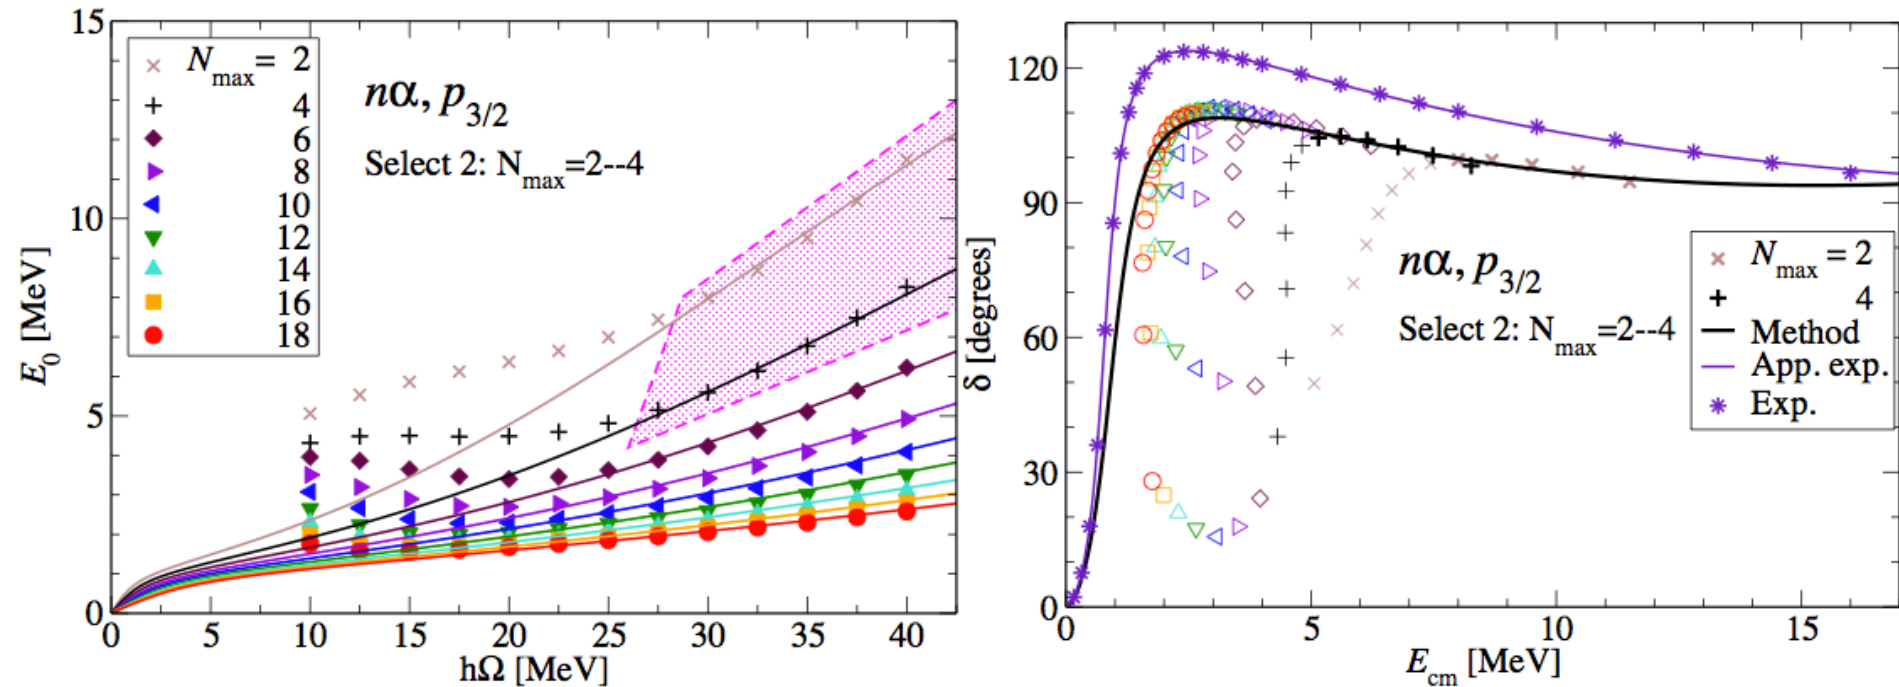 15
10
5
0
E₀ [MeV]
N_max = 2
4
6
8
10
12
14
16
18
nα, p_3/2
Select 2: N_max=2--4
0 5 10 15 20 25 30 35 40
hΩ [MeV]
120
90
60
30
0
δ [degrees]
nα, p_3/2
Select 2: N_max=2--4
N_max = 2
4
Method
App. exp.
Exp.
0 5 10 15
E_cm [MeV]